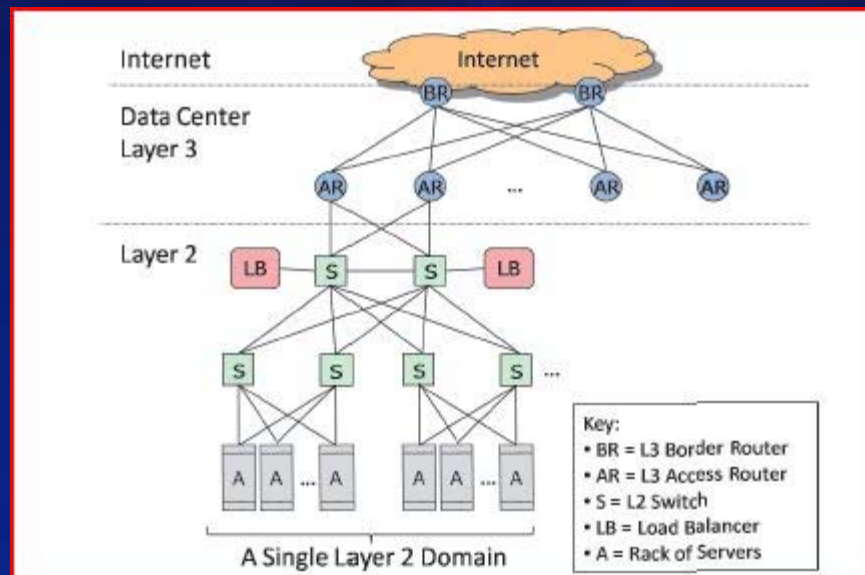 Internet
Internet
BR BR
Data Center
Layer 3
AR AR ... AR AR
Layer 2
LB S S LB
S S S S ...
A A ... A A A ... A
A Single Layer 2 Domain
Key:
• BR = L3 Border Router
• AR = L3 Access Router
• S = L2 Switch
• LB = Load Balancer
• A = Rack of Servers